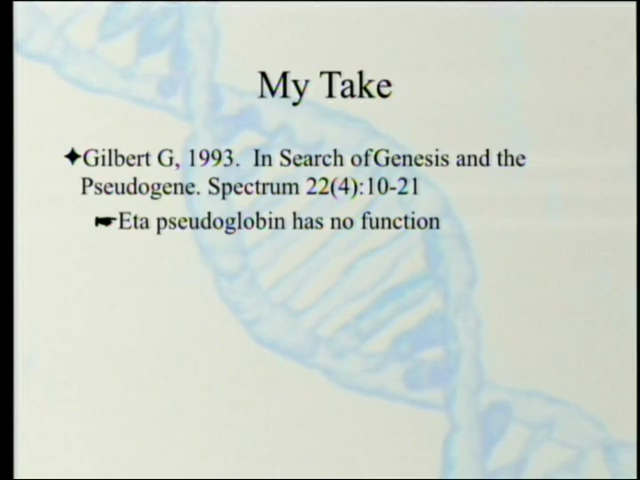 My Take
Gilbert G, 1993. In Search of Genesis and the
Pseudogene. Spectrum 22(4):10-21
Eta pseudoglobin has no function